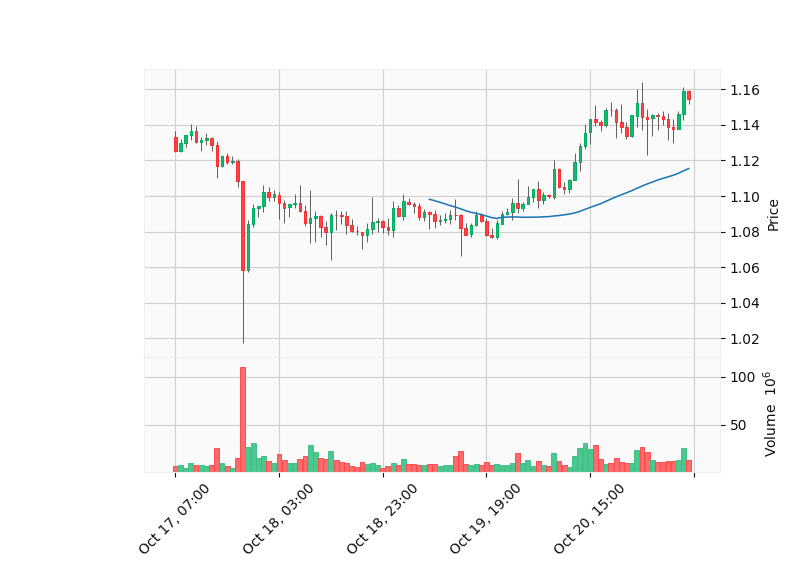 1.16
1.14
1.12
1.10
1.08
1.06
1.04
1.02
Price
100
50
Volume 10^6
Oct 17, 07:00
Oct 18, 03:00
Oct 18, 23:00
Oct 19, 19:00
Oct 20, 15:00